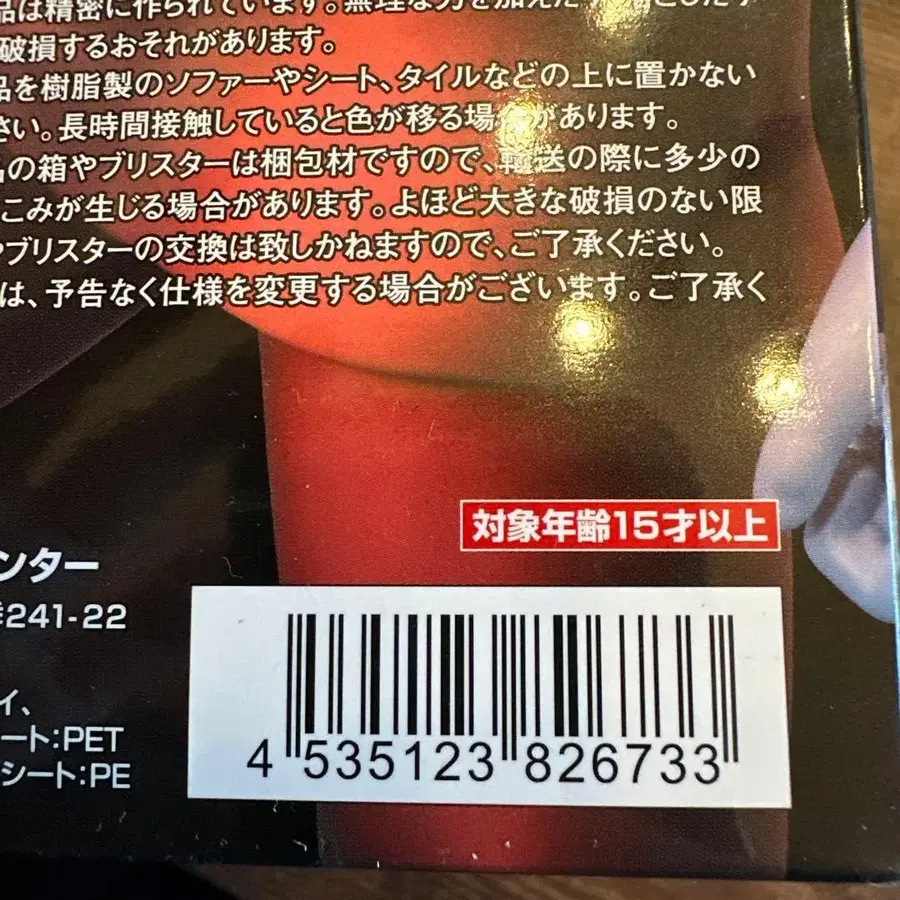 品は精密に作られています。無理な力を加えた
破損するおそれがあります。
品を樹脂製のソファーやシート、タイルなどの上に置かない
さい。長時間接触していると色が移る場合があります。
品の箱やブリスターは梱包材ですので、輸送の際に多少の
こみが生じる場合があります。よほど大きな破損のない限
やブリスターの交換は致しかねますので、ご了承ください。
は、予告なく仕様を変更する場合がございます。ご了承く
対象年齢15才以上
ンター
241-22
ィ、
ート:PET
シート:PE
4 535123 826733